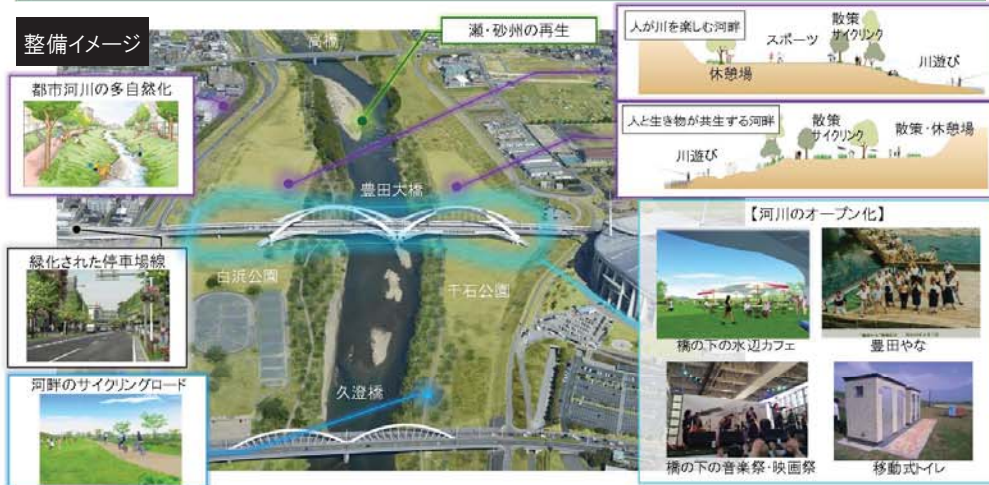 整備イメージ
都市河川の多自然化
高橋
瀬・砂州の再生
人が川を楽しむ河畔
散策
サイクリング
スポーツ
川遊び
休憩場
人と生き物が共生する河畔
散策
サイクリング
散策・休憩場
川遊び
豊田大橋
白浜公園
千石公園
緑化された停車場線
久澄橋
河畔のサイクリングロード
【河川のオープン化】
橋の下の水辺カフェ
豊田やな
橋の下の音楽祭・映画祭
移動式トイレ